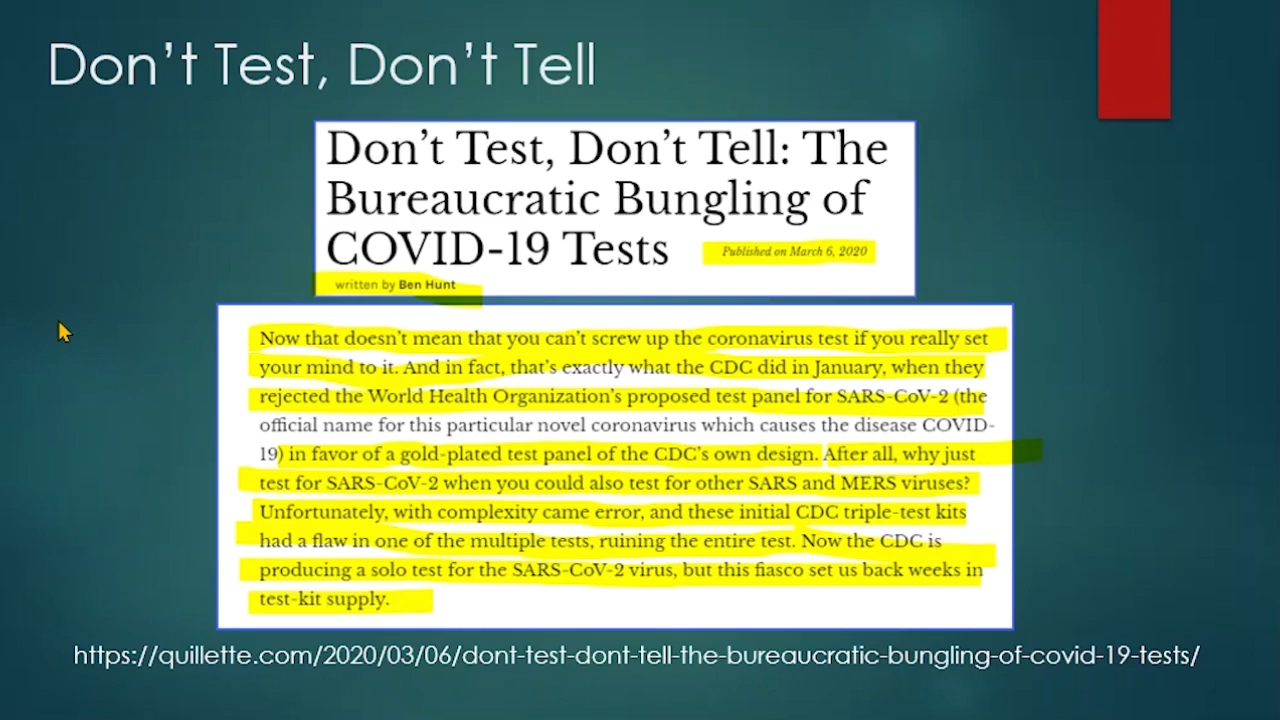 Don't Test, Don't Tell
Don't Test, Don't Tell: The
Bureaucratic Bungling of
COVID-19 Tests
Published on March 6, 2020
written by Ben Hunt
Now that doesn't mean that you can't screw up the coronavirus test if you really set
your mind to it. And in fact, that's exactly what the CDC did in January, when they
rejected the World Health Organization's proposed test panel for SARS-CoV-2 (the
official name for this particular novel coronavirus which causes the disease COVID-
19) in favor of a gold-plated test panel of the CDC's own design. After all, why just
test for SARS-CoV-2 when you could also test for other SARS and MERS viruses?
Unfortunately, with complexity came error, and these initial CDC triple-test kits
had a flaw in one of the multiple tests, ruining the entire test. Now the CDC is
producing a solo test for the SARS-CoV-2 virus, but this fiasco set us back weeks in
test-kit supply.
https://quillette.com/2020/03/06/dont-test-dont-tell-the-bureaucratic-bungling-of-covid-19-tests/